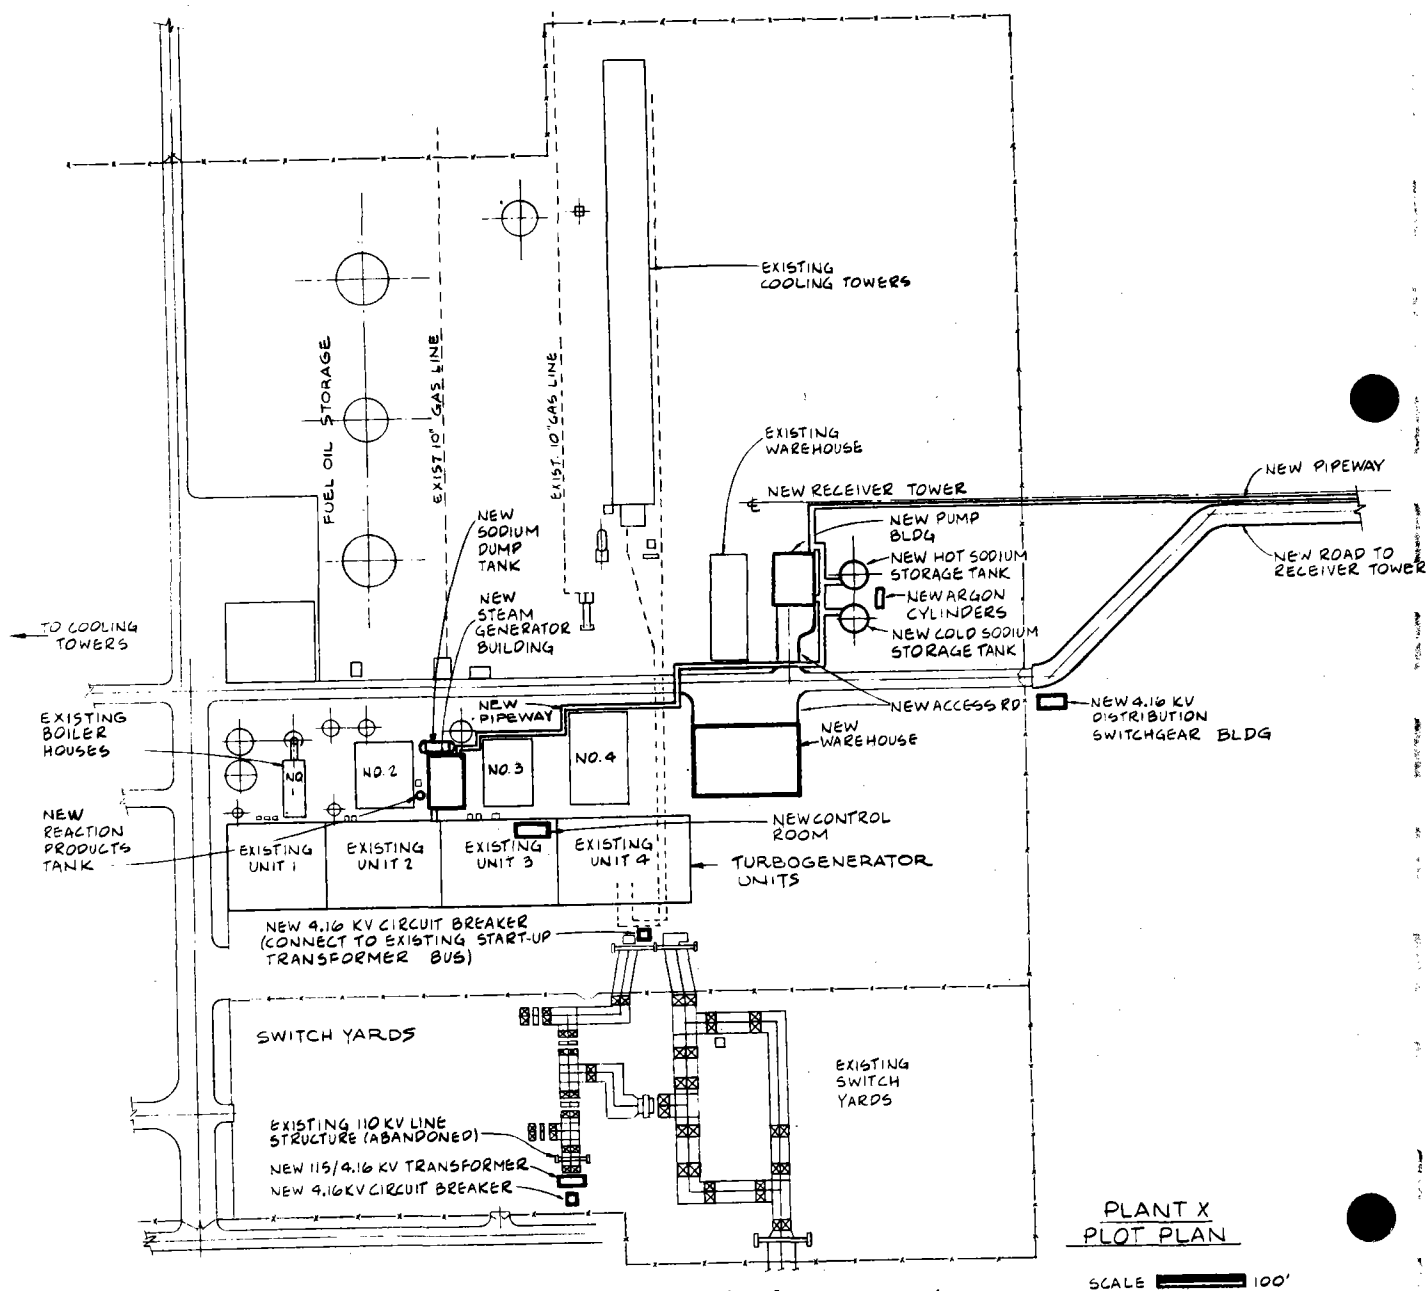 EXISTING
COOLING TOWERS
FUEL OIL STORAGE
EXIST 10" GAS LINE
EXIST. 10" GAS LINE
EXISTING
WAREHOUSE
NEW PIPEWAY
NEW RECEIVER TOWER
NEW
SODIUM
DUMP
TANK
NEW PUMP
BLDG
NEW HOT SODIUM
STORAGE TANK
NEW ROAD TO
RECEIVER TOWER
NEW
STEAM
GENERATOR
BUILDING
NEW ARGON
CYLINDERS
NEW COLD SODIUM
STORAGE TANK
TO COOLING
TOWERS
NEW
PIPEWAY
NEW ACCESS RD
NEW 4.16 KV
DISTRIBUTION
SWITCHGEAR BLDG
EXISTING
BOILER
HOUSES
NEW
WAREHOUSE
NO.
1
NO. 2
NO. 3
NO. 4
NEW
REACTION
PRODUCTS
TANK
NEW CONTROL
ROOM
EXISTING
UNIT 1
EXISTING
UNIT 2
EXISTING
UNIT 3
EXISTING
UNIT 4
TURBOGENERATOR
UNITS
NEW 4.16 KV CIRCUIT BREAKER
(CONNECT TO EXISTING START-UP
TRANSFORMER BUS)
SWITCH YARDS
EXISTING
SWITCH
YARDS
EXISTING 110 KV LINE
STRUCTURE (ABANDONED)
NEW 115/4.16 KV TRANSFORMER
NEW 4.16KV CIRCUIT BREAKER
PLANT X
PLOT PLAN
SCALE 100'